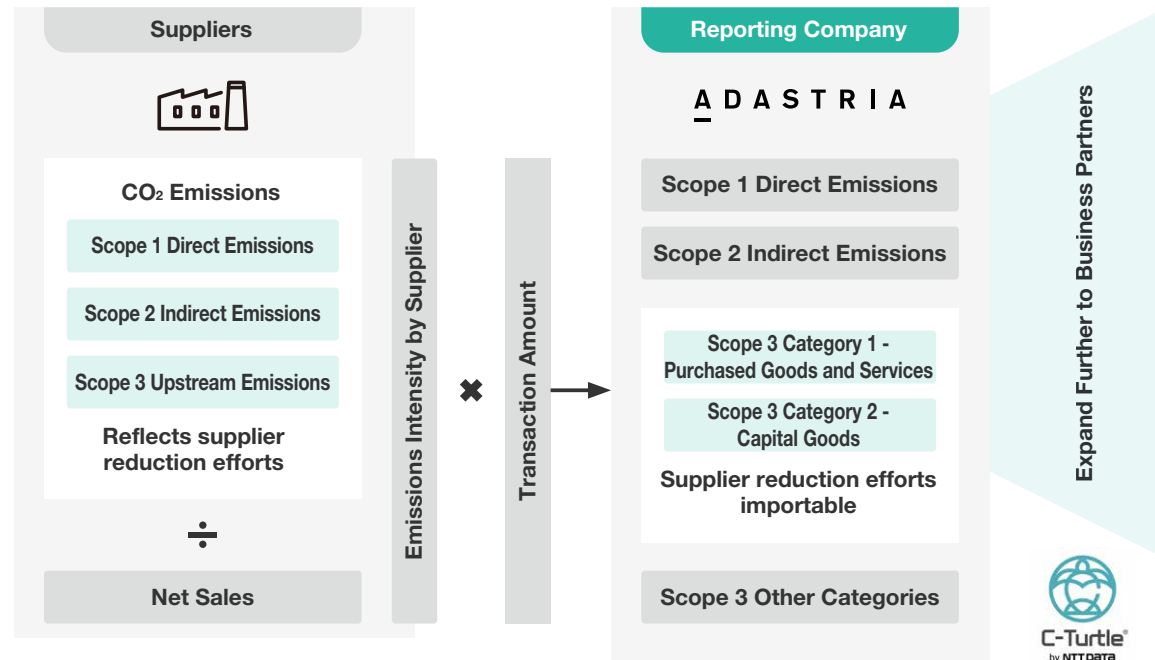 Suppliers
CO₂ Emissions
Scope 1 Direct Emissions
Scope 2 Indirect Emissions
Scope 3 Upstream Emissions
Reflects supplier
reduction efforts
÷
Net Sales
Emissions Intensity by Supplier
✖
Transaction Amount
Reporting Company
ADASTRIA
Scope 1 Direct Emissions
Scope 2 Indirect Emissions
Scope 3 Category 1 -
Purchased Goods and Services
Scope 3 Category 2 -
Capital Goods
Supplier reduction efforts
importable
Scope 3 Other Categories
Expand Further to Business Partners
C-Turtle®
by NTT DATA